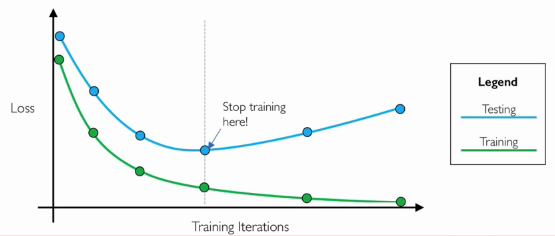 Loss
Stop training
here!
Training Iterations
Legend
Testing
Training